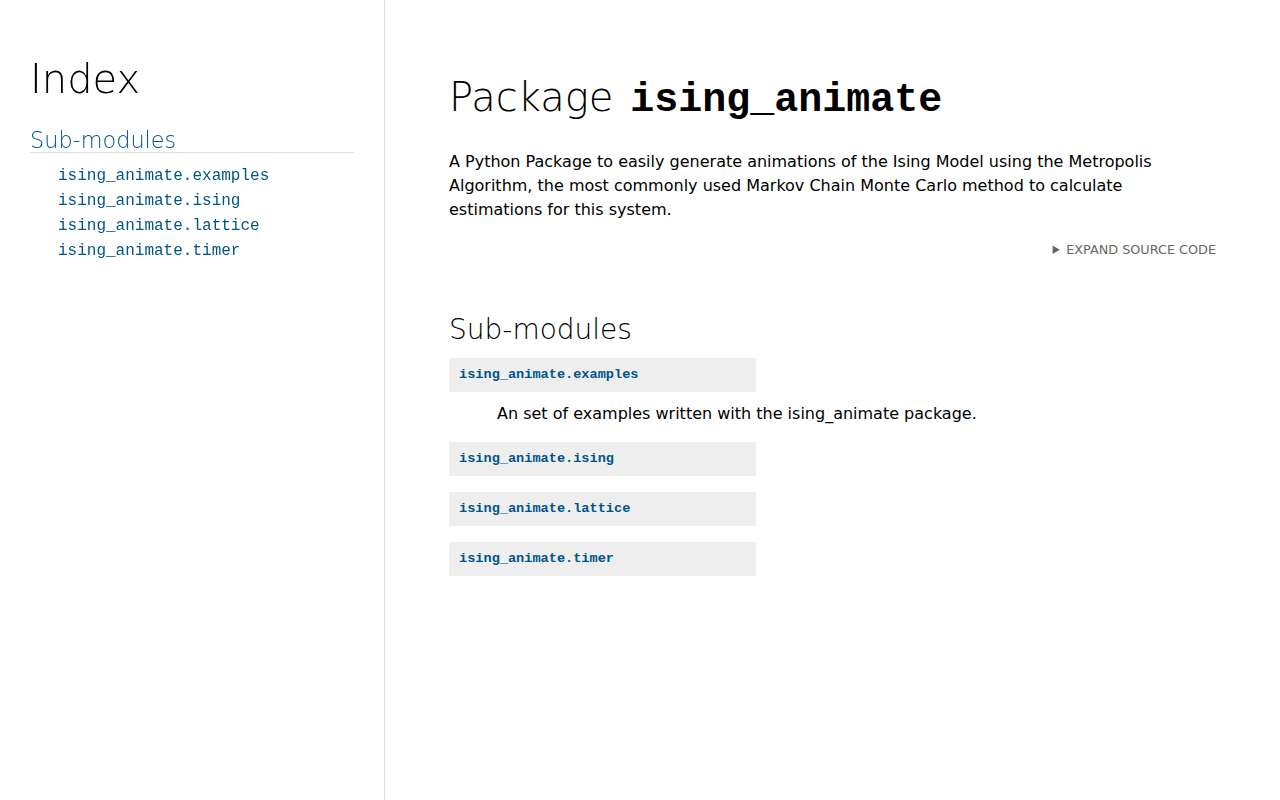 Index
Sub-modules
ising_animate.examples
ising_animate.ising
ising_animate.lattice
ising_animate.timer
Package ising_animate
A Python Package to easily generate animations of the Ising Model using the Metropolis
Algorithm, the most commonly used Markov Chain Monte Carlo method to calculate
estimations for this system.
EXPAND SOURCE CODE
Sub-modules
ising_animate.examples
An set of examples written with the ising_animate package.
ising_animate.ising
ising_animate.lattice
ising_animate.timer